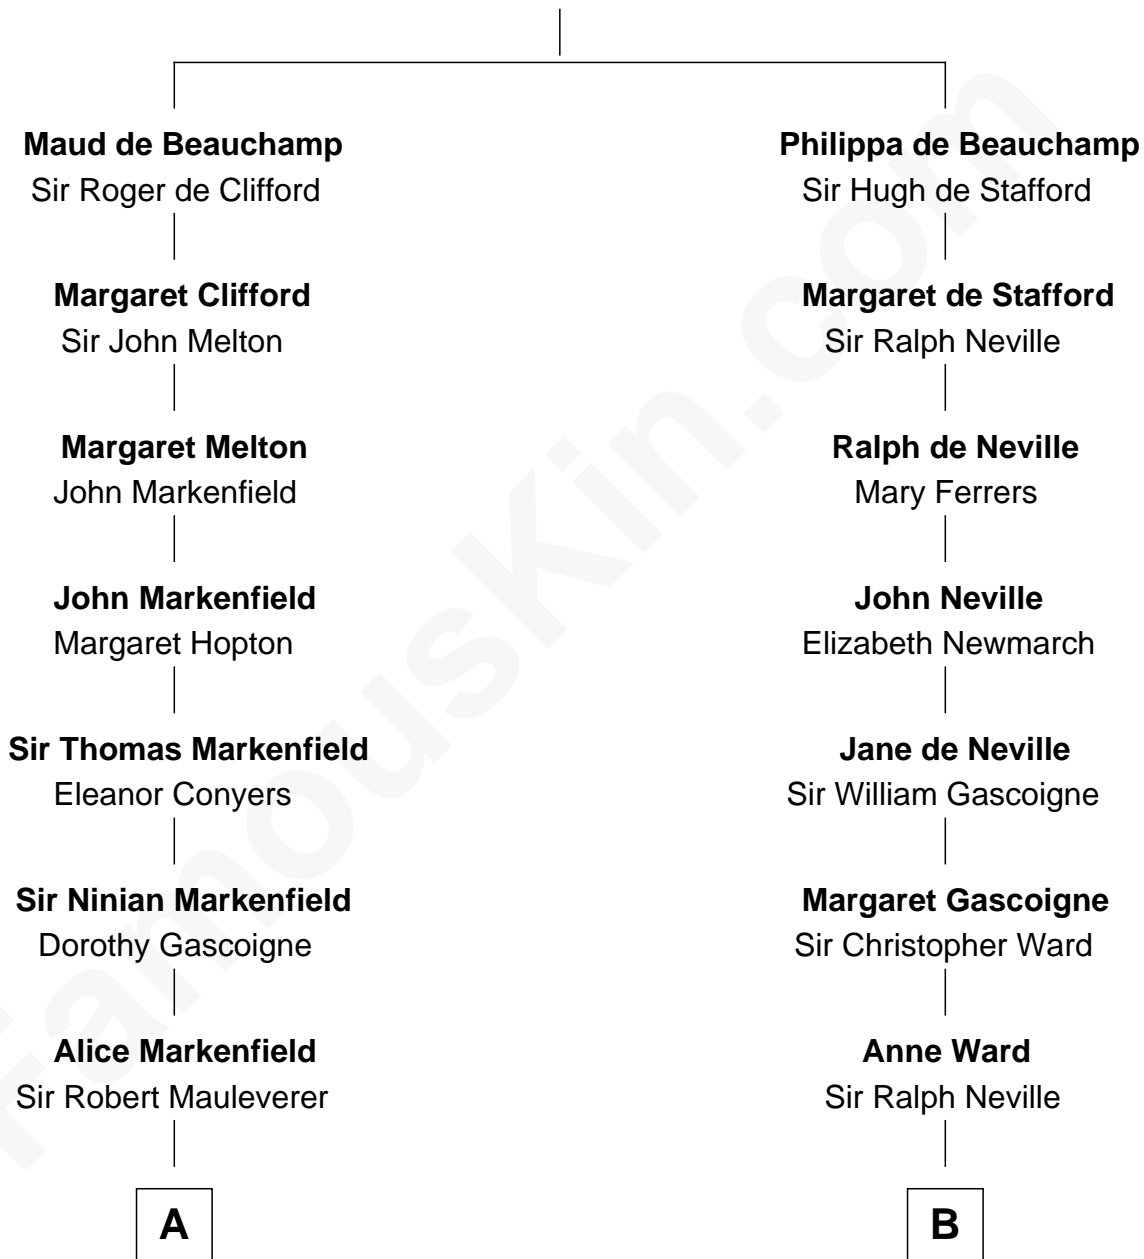 Maud de Beauchamp
Sir Roger de Clifford
Margaret Clifford
Sir John Melton
Margaret Melton
John Markenfield
John Markenfield
Margaret Hopton
Sir Thomas Markenfield
Eleanor Conyers
Sir Ninian Markenfield
Dorothy Gascoigne
Alice Markenfield
Sir Robert Mauleverer
A
Philippa de Beauchamp
Sir Hugh de Stafford
Margaret de Stafford
Sir Ralph Neville
Ralph de Neville
Mary Ferrers
John Neville
Elizabeth Newmarch
Jane de Neville
Sir William Gascoigne
Margaret Gascoigne
Sir Christopher Ward
Anne Ward
Sir Ralph Neville
B
FamousKin.com